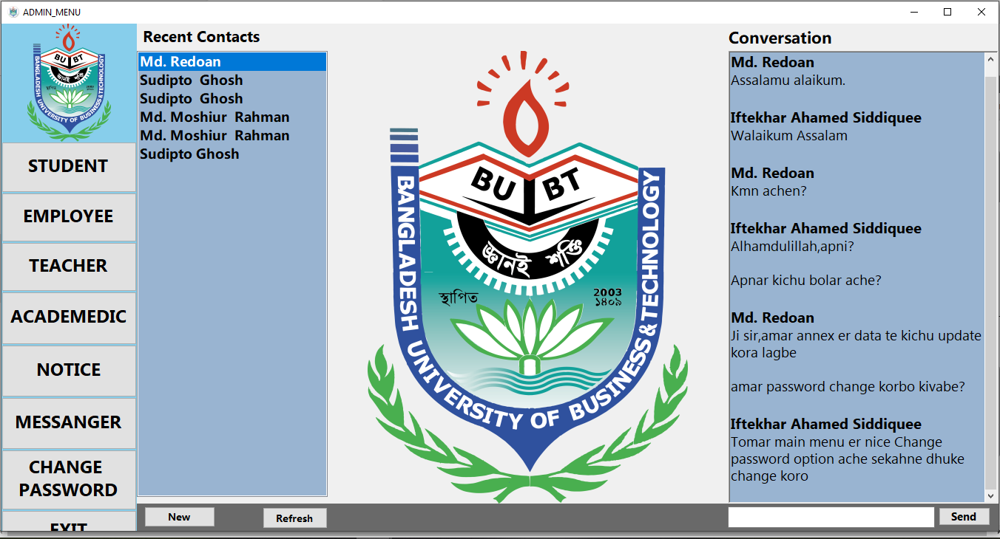 ADMIN_MENU
BU BT
জ্ঞানই শক্তি
BANGLADESH UNIVERSITY OF BUSINESS & TECHNOLOGY
STUDENT
EMPLOYEE
TEACHER
ACADEMEDIC
NOTICE
MESSANGER
CHANGE
PASSWORD
EXIT
Recent Contacts
Md. Redoan
Sudipto  Ghosh
Sudipto  Ghosh
Md. Moshiur  Rahman
Md. Moshiur  Rahman
Sudipto Ghosh
New
Refresh
BU BT
জ্ঞানই শক্তি
স্থাপিত
2003
১৪০৯
BANGLADESH UNIVERSITY OF BUSINESS & TECHNOLOGY
Conversation
Md. Redoan
Assalamu alaikum.
Iftekhar Ahamed Siddiquee
Walaikum Assalam
Md. Redoan
Kmn achen?
Iftekhar Ahamed Siddiquee
Alhamdulillah,apni?
Apnar kichu bolar ache?
Md. Redoan
Ji sir,amar annex er data te kichu update
kora lagbe
amar password change korbo kivabe?
Iftekhar Ahamed Siddiquee
Tomar main menu er nice Change
password option ache sekahne dhuke
change koro
Send